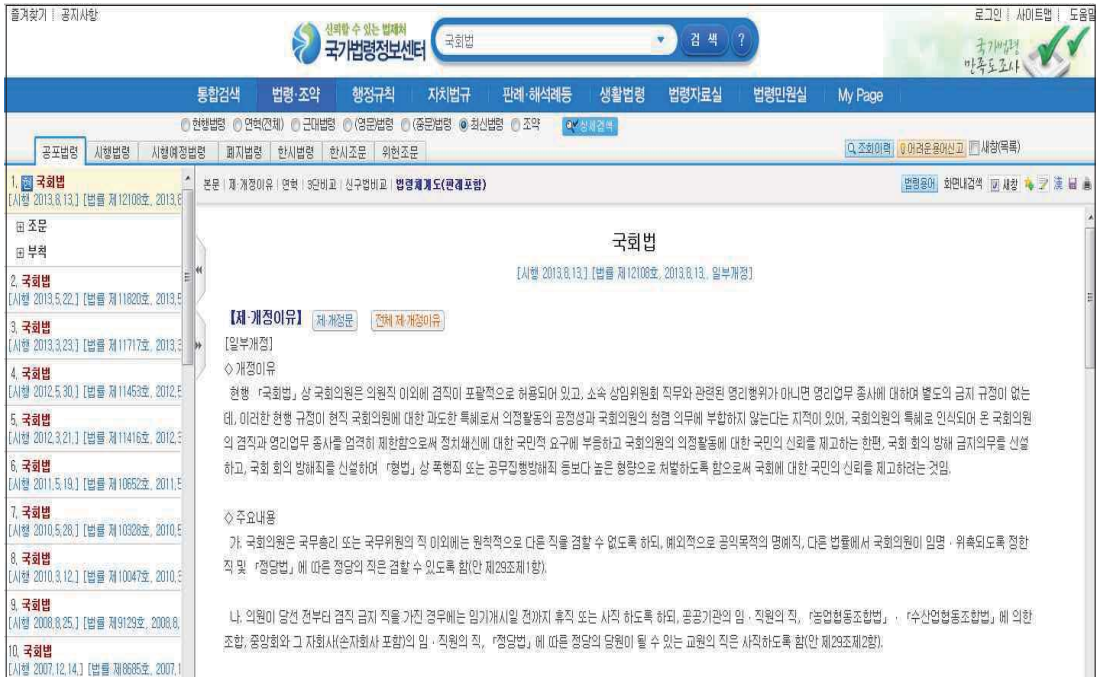 즐겨찾기 | 공지사항
로그인 | 사이트맵 | 도움말
신뢰할 수 있는 법제처
국가법령정보센터
국회법
검 색
?
국가법령
만족도조사
통합검색 법령·조약 행정규칙 자치법규 판례·해석례등 생활법령 법령자료실 법령민원실 My Page
현행법령 연혁(전체) 근대법령 (영문)법령 (중문)법령 최신법령 조약 상세검색
공포법령 시행법령 시행예정법령 폐지법령 한시법령 한시조문 위헌조문
조회이력 어려운용어신고 새창(목록)
본문 | 제·개정이유 | 연혁 | 3단비교 | 신구법비교 | 법령체계도(판례포함)
법령용어 화면내검색 새창
1. 현 국회법
[시행 2013.8.13.] [법률 제12108호, 2013.8
조문
부칙
2. 국회법
[시행 2013.5.22.] [법률 제11820호, 2013.5
3. 국회법
[시행 2013.3.23.] [법률 제11717호, 2013.3
4. 국회법
[시행 2012.5.30.] [법률 제11453호, 2012.5
5. 국회법
[시행 2012.3.21.] [법률 제11416호, 2012.3
6. 국회법
[시행 2011.5.19.] [법률 제10652호, 2011.5
7. 국회법
[시행 2010.5.28.] [법률 제10328호, 2010.5
8. 국회법
[시행 2010.3.12.] [법률 제10047호, 2010.3
9. 국회법
[시행 2008.8.25.] [법률 제9129호, 2008.8.
10. 국회법
[시행 2007.12.14.] [법률 제8685호, 2007.1
국회법
[시행 2013.8.13.] [법률 제12108호, 2013.8.13., 일부개정]
【제·개정이유】 제·개정문 전체 제·개정이유
[일부개정]
◇ 개정이유
현행 「국회법」상 국회의원은 의원직 이외에 겸직이 포괄적으로 허용되어 있고, 소속 상임위원회 직무와 관련된 영리행위가 아니면 영리업무 종사에 대하여 별도의 금지 규정이 없는
데, 이러한 현행 규정이 현직 국회의원에 대한 과도한 특혜로서 의정활동의 공정성과 국회의원의 청렴 의무에 부합하지 않는다는 지적이 있어, 국회의원의 특혜로 인식되어 온 국회의원
의 겸직과 영리업무 종사를 엄격히 제한함으로써 정치쇄신에 대한 국민적 요구에 부응하고 국회의원의 의정활동에 대한 국민의 신뢰를 제고하는 한편, 국회 회의 방해 금지의무를 신설
하고, 국회 회의 방해죄를 신설하여 「형법」상 폭행죄 또는 공무집행방해죄 등보다 높은 형량으로 처벌하도록 함으로써 국회에 대한 국민의 신뢰를 제고하려는 것임.
◇ 주요내용
가. 국회의원은 국무총리 또는 국무위원의 직 이외에는 원칙적으로 다른 직을 겸할 수 없도록 하되, 예외적으로 공익목적의 명예직, 다른 법률에서 국회의원이 임명·위촉되도록 정한
직 및 「정당법」에 따른 정당의 직은 겸할 수 있도록 함(안 제29조제1항).
나. 의원이 당선 전부터 겸직 금지 직을 가진 경우에는 임기개시일 전까지 휴직 또는 사직 하도록 하되, 공공기관의 임·직원의 직, 「농업협동조합법」·「수산업협동조합법」에 의한
조합, 중앙회와 그 자회사(손자회사 포함)의 임·직원의 직, 「정당법」에 따른 정당의 당원이 될 수 있는 교원의 직은 사직하도록 함(안 제29조제2항).